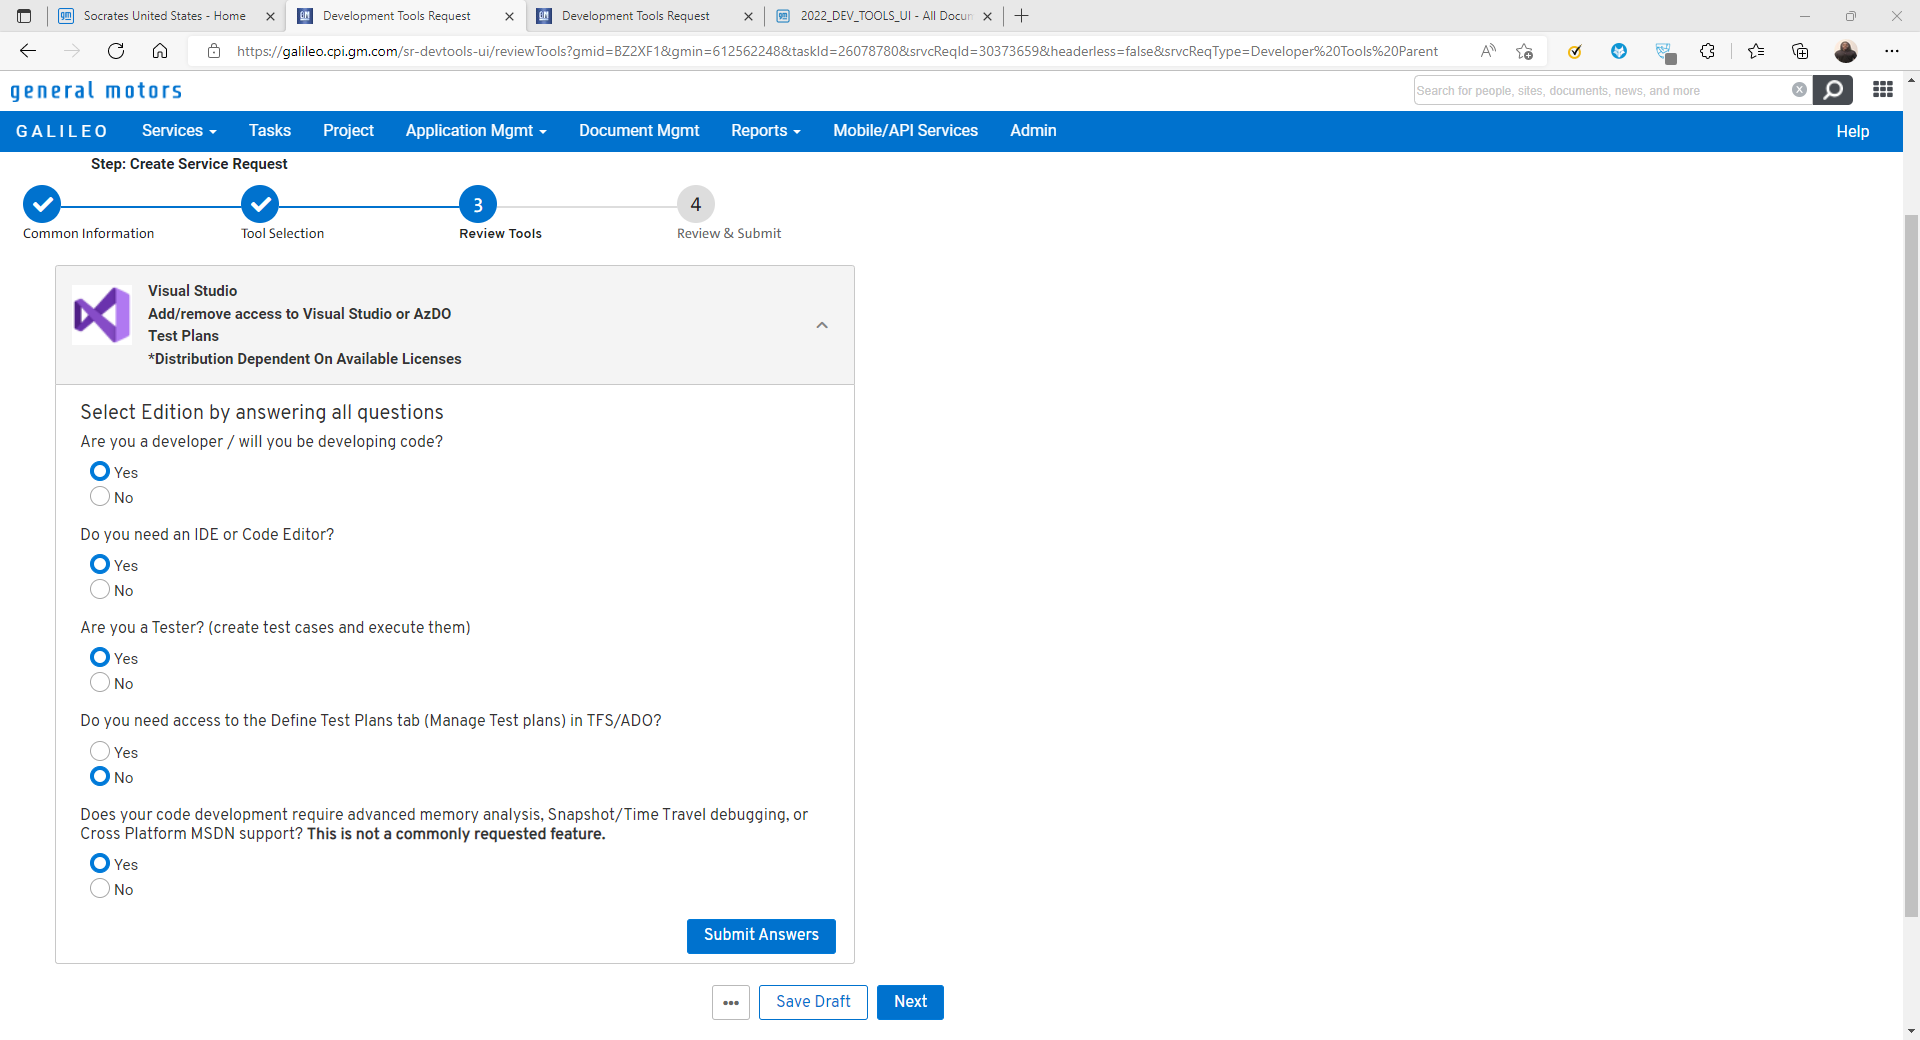 Socrates United States - Home
Development Tools Request
Development Tools Request
2022_DEV_TOOLS_UI - All Docum
https://galileo.cpi.gm.com/sr-devtools-ui/reviewTools?gmid=BZ2XF1&gmin=612562248&taskId=26078780&srvcReqId=30373659&headerless=false&srvcReqType=Developer%20Tools%20Parent
general motors
Search for people, sites, documents, news, and more
GALILEO
Services
Tasks
Project
Application Mgmt
Document Mgmt
Reports
Mobile/API Services
Admin
Help
Step: Create Service Request
3
4
Common Information
Tool Selection
Review Tools
Review & Submit
Visual Studio
Add/remove access to Visual Studio or AzDO
Test Plans
*Distribution Dependent On Available Licenses
Select Edition by answering all questions
Are you a developer / will you be developing code?
Yes
No
Do you need an IDE or Code Editor?
Yes
No
Are you a Tester? (create test cases and execute them)
Yes
No
Do you need access to the Define Test Plans tab (Manage Test plans) in TFS/ADO?
Yes
No
Does your code development require advanced memory analysis, Snapshot/Time Travel debugging, or
Cross Platform MSDN support? This is not a commonly requested feature.
Yes
No
Submit Answers
Save Draft
Next